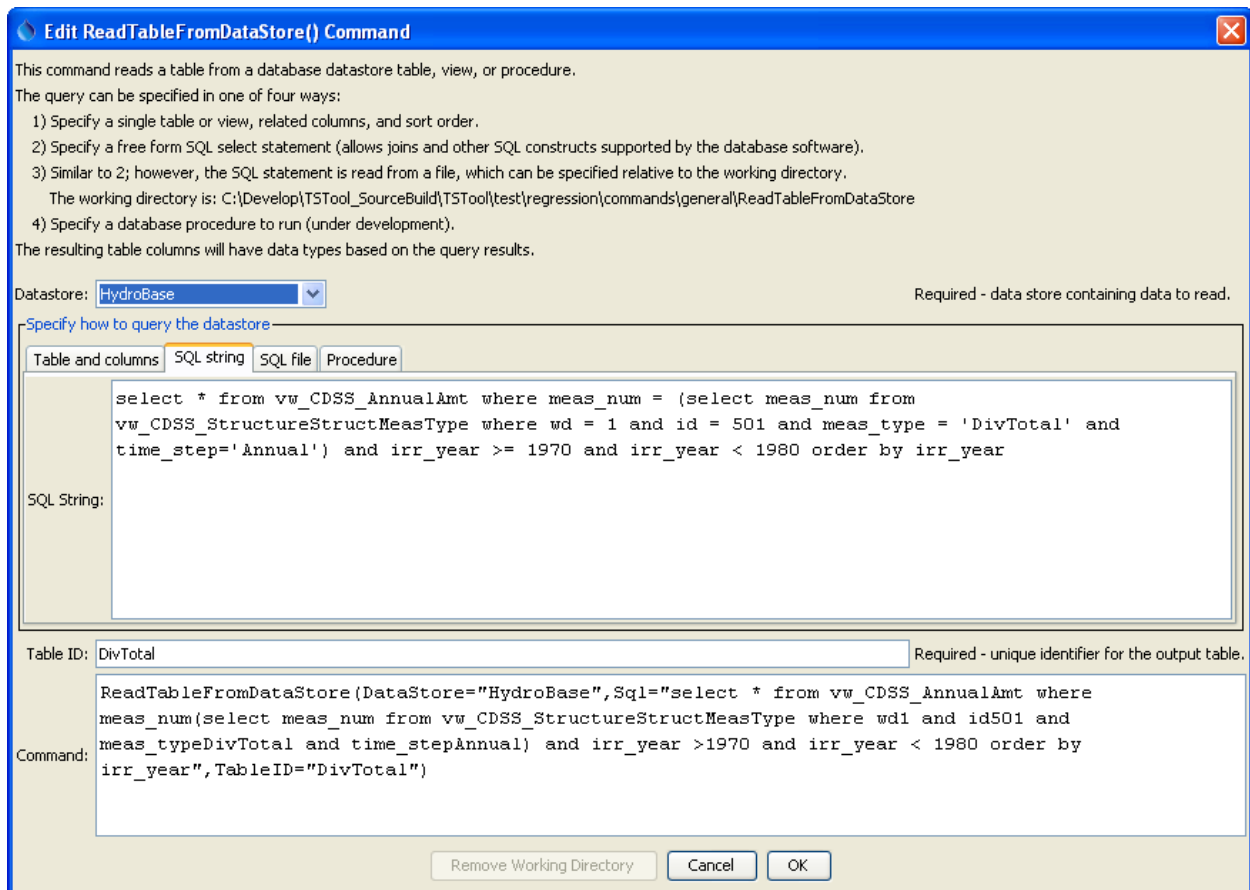 Edit ReadTableFromDataStore() Command
This command reads a table from a database datastore table, view, or procedure.
The query can be specified in one of four ways:
1) Specify a single table or view, related columns, and sort order.
2) Specify a free form SQL select statement (allows joins and other SQL constructs supported by the database software).
3) Similar to 2; however, the SQL statement is read from a file, which can be specified relative to the working directory.
The working directory is: C:\Develop\TSTool_SourceBuild\TSTool\test\regression\commands\general\ReadTableFromDataStore
4) Specify a database procedure to run (under development).
The resulting table columns will have data types based on the query results.
Datastore: HydroBase Required - data store containing data to read.
Specify how to query the datastore
Table and columns SQL string SQL file Procedure
select * from vw_CDSS_AnnualAmt where meas_num = (select meas_num from
vw_CDSS_StructureStructMeasType where wd = 1 and id = 501 and meas_type = 'DivTotal' and
time_step='Annual') and irr_year >= 1970 and irr_year < 1980 order by irr_year
SQL String:
Table ID: DivTotal Required - unique identifier for the output table.
ReadTableFromDataStore(DataStore="HydroBase",Sql="select * from vw_CDSS_AnnualAmt where
meas_num(select meas_num from vw_CDSS_StructureStructMeasType where wd1 and id501 and
meas_typeDivTotal and time_stepAnnual) and irr_year >1970 and irr_year < 1980 order by
Command:
irr_year",TableID="DivTotal")
Remove Working Directory Cancel OK